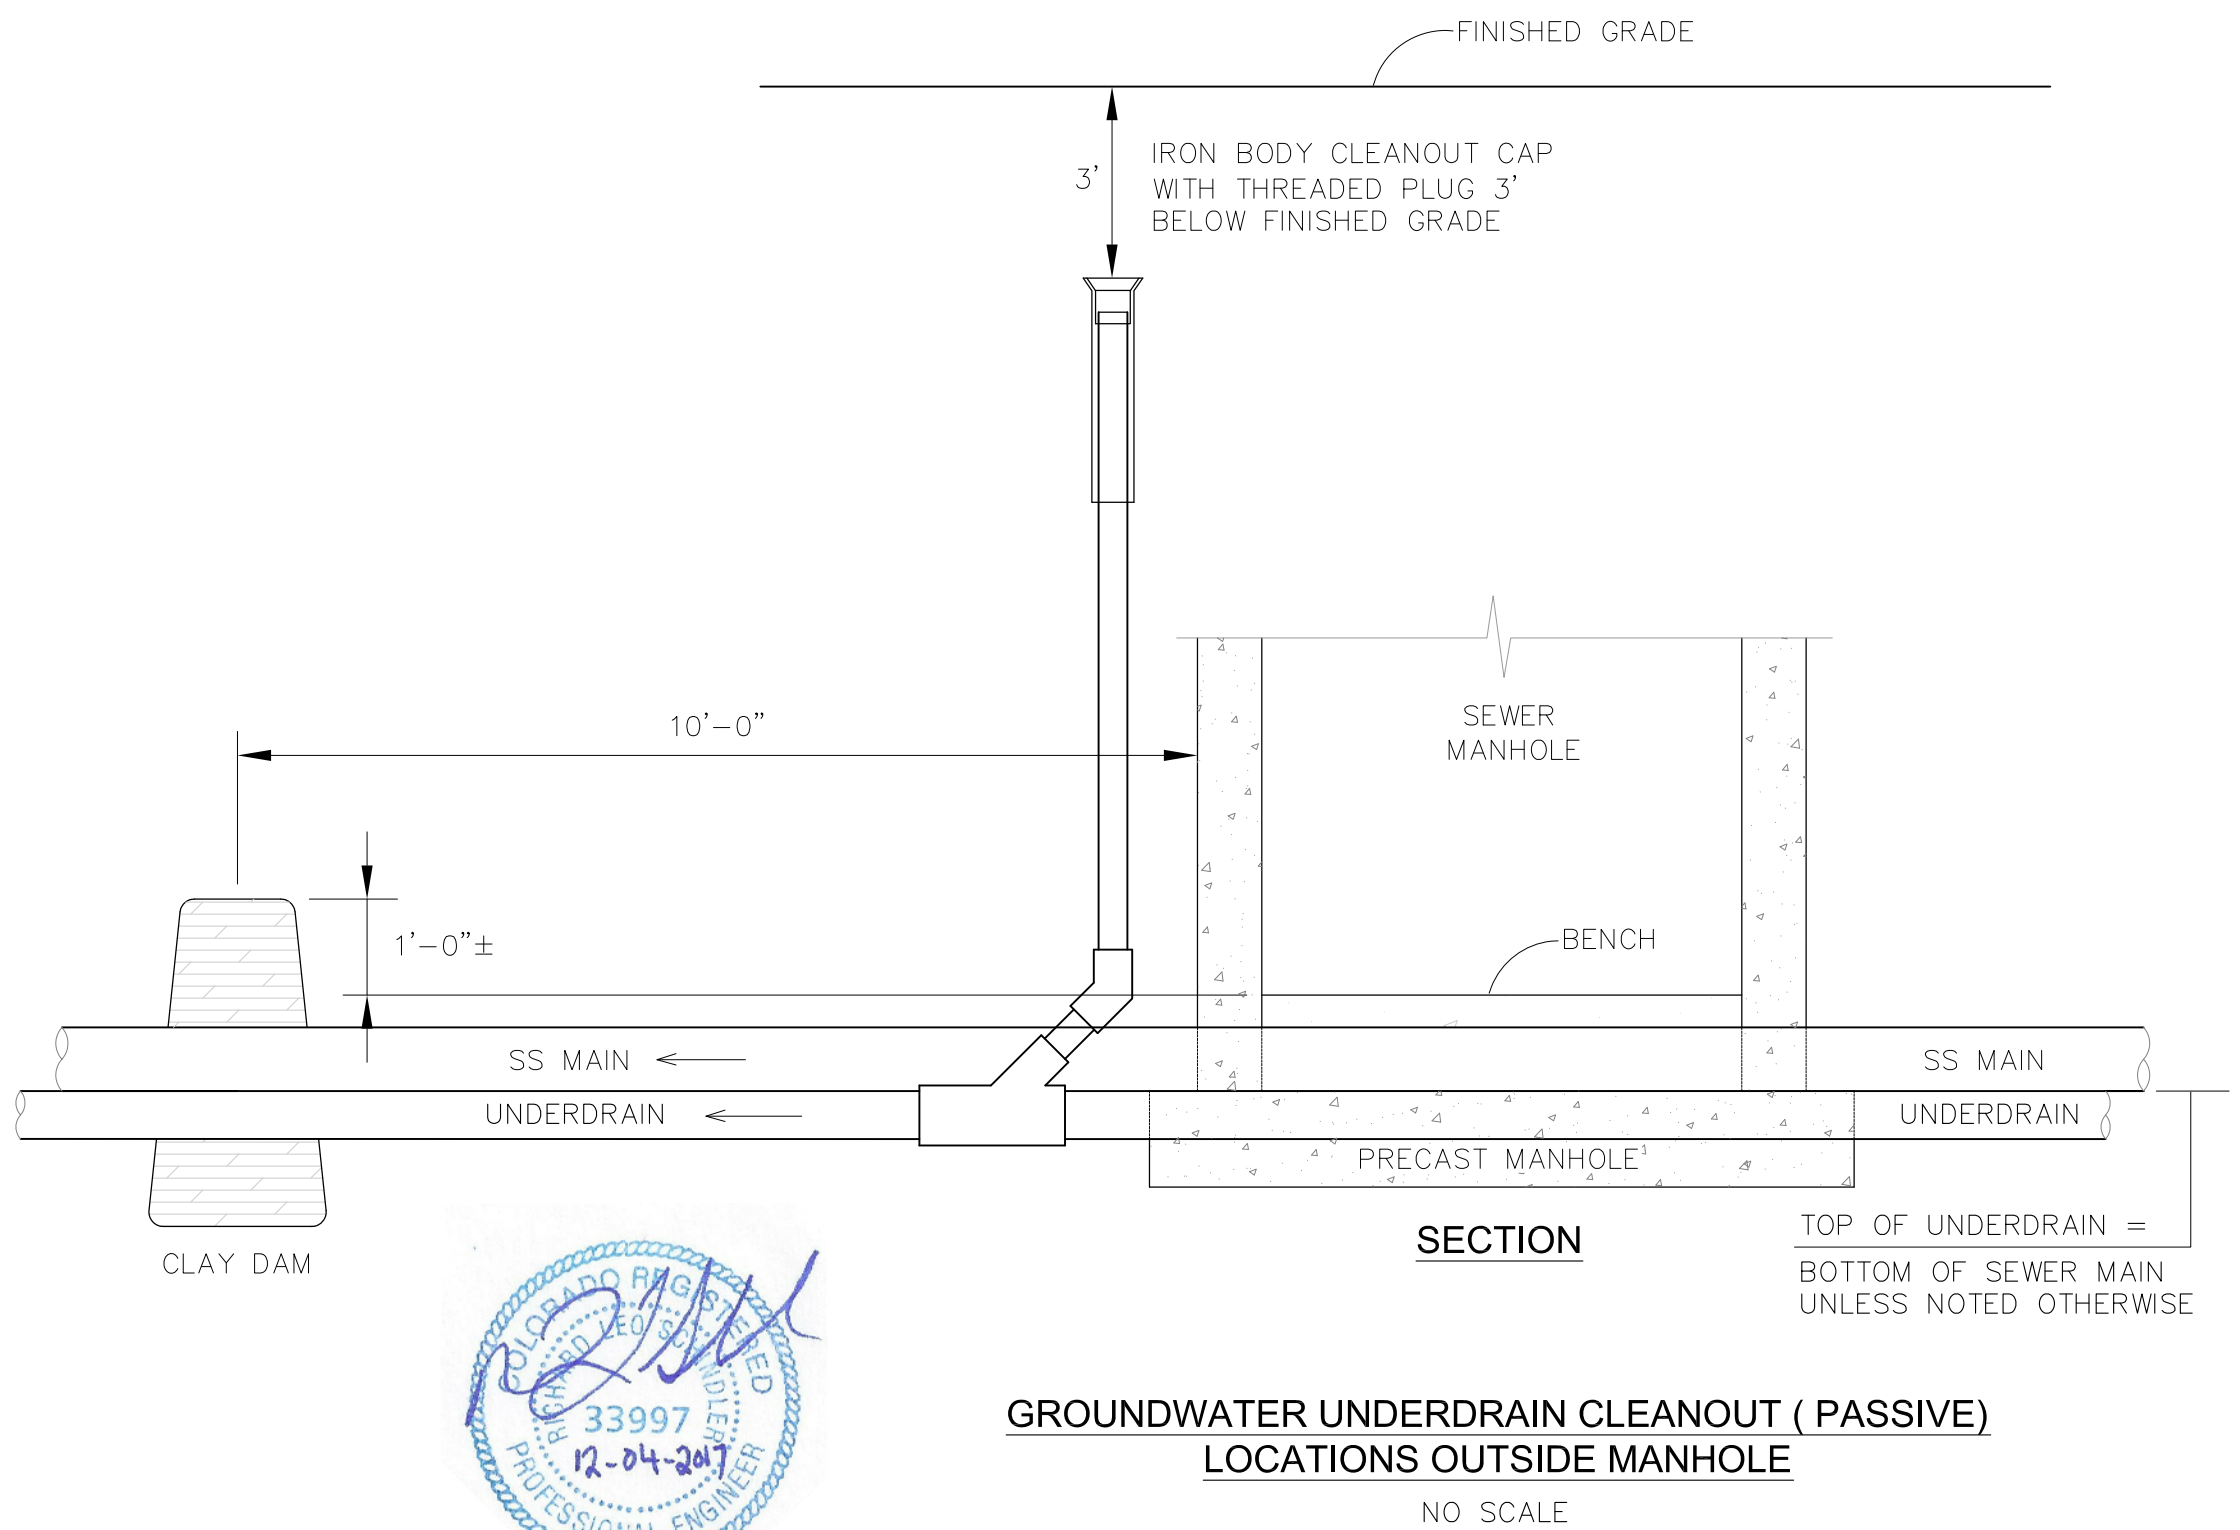 FINISHED GRADE
3’
IRON BODY CLEANOUT CAP
WITH THREADED PLUG 3’
BELOW FINISHED GRADE
10’–0”
SEWER
MANHOLE
1’–0”±
BENCH
SS MAIN
SS MAIN
UNDERDRAIN
UNDERDRAIN
PRECAST MANHOLE
CLAY DAM
SECTION
TOP OF UNDERDRAIN =
BOTTOM OF SEWER MAIN
UNLESS NOTED OTHERWISE
COLORADO REGISTERED
RICHARD LEO SCHINDLER
33997
12-04-2017
PROFESSIONAL ENGINEER
GROUNDWATER UNDERDRAIN CLEANOUT ( PASSIVE)
LOCATIONS OUTSIDE MANHOLE
NO SCALE